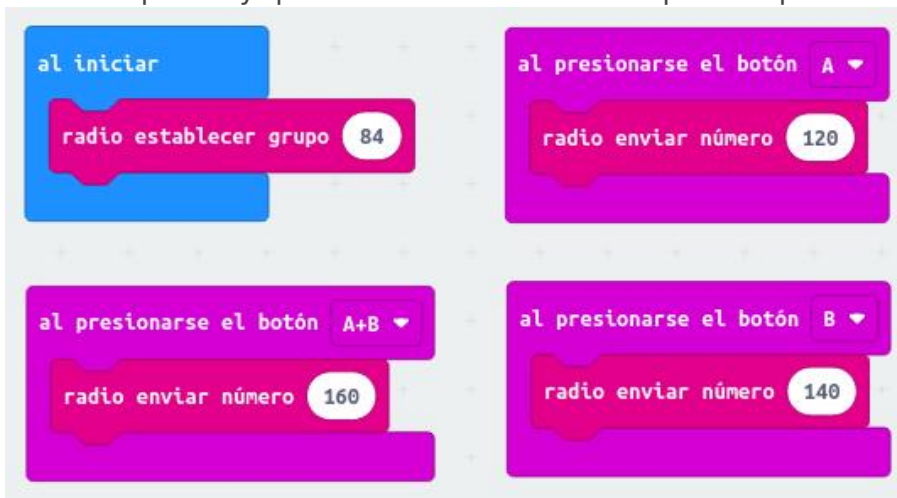 al iniciar
radio establecer grupo 84
al presionarse el botón A
radio enviar número 120
al presionarse el botón A+B
radio enviar número 160
al presionarse el botón B
radio enviar número 140